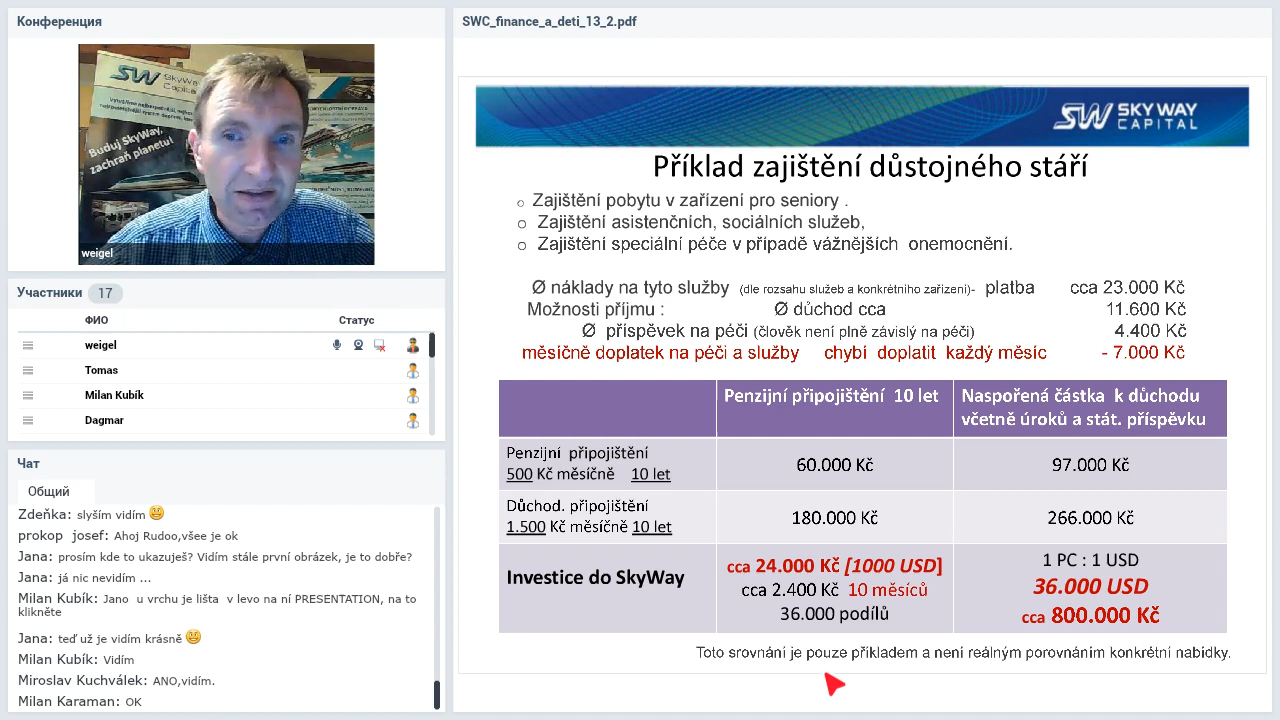 Конференция
SW SkyWay
Capital
Buduj SkyWay,
zachraň planetu!
weigel
Участники 17
ФИО Статус
weigel
Tomas
Milan Kubík
Dagmar
Чат
Общий
Zdeňka: slyším vidím
prokop josef: Ahoj Rudoo,všee je ok
Jana: prosím kde to ukazuješ? Vidím stále první obrázek, je to dobře?
Jana: já nic nevidím ...
Milan Kubík: Jano u vrchu je lišta v levo na ní PRESENTATION, na to
klikněte
Jana: teď už je vidím krásně
Milan Kubík: Vidím
Miroslav Kuchválek: ANO,vidím.
Milan Karaman: OK
SWC_finance_a_deti_13_2.pdf
SW SKY WAY
CAPITAL
Příklad zajištění důstojného stáří
o Zajištění pobytu v zařízení pro seniory .
o Zajištění asistenčních, sociálních služeb,
o Zajištění speciální péče v případě vážnějších onemocnění.
Ø náklady na tyto služby (dle rozsahu služeb a konkrétního zařízení)- platba cca 23.000 Kč
Možnosti příjmu : Ø důchod cca 11.600 Kč
Ø příspěvek na péči (člověk není plně závislý na péči) 4.400 Kč
měsíčně doplatek na péči a služby chybí doplatit každý měsíc - 7.000 Kč
Penzijní připojištění 10 let
Naspořená částka k důchodu
včetně úroků a stát. příspěvku
Penzijní připojištění
500 Kč měsíčně 10 let
60.000 Kč
97.000 Kč
Důchod. připojištění
1.500 Kč měsíčně 10 let
180.000 Kč
266.000 Kč
Investice do SkyWay
cca 24.000 Kč [1000 USD]
cca 2.400 Kč 10 měsíců
36.000 podílů
1 PC : 1 USD
36.000 USD
cca 800.000 Kč
Toto srovnání je pouze příkladem a není reálným porovnáním konkrétní nabídky.